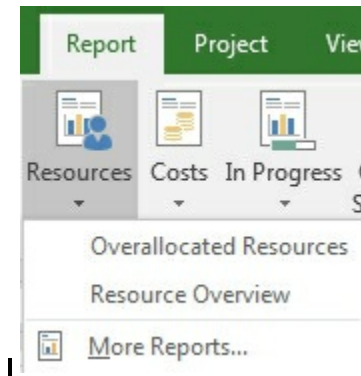 Report Project
Resources Costs In Progress
Overallocated Resources
Resource Overview
More Reports...